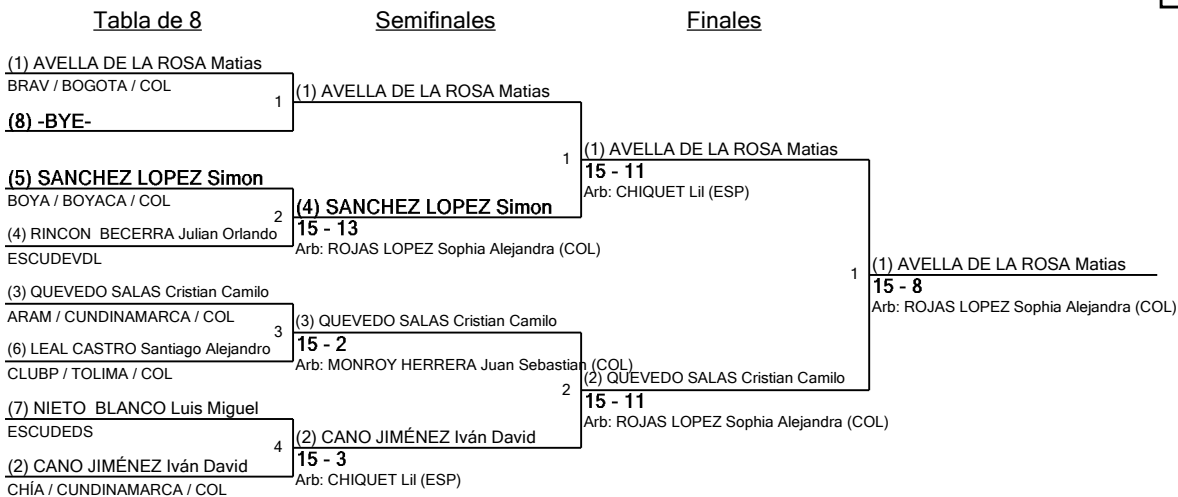 Tabla de 8
Semifinales
Finales
(1) AVELLA DE LA ROSA Matias
BRAV / BOGOTA / COL
1
(8) -BYE-
(1) AVELLA DE LA ROSA Matias
(5) SANCHEZ LOPEZ Simon
BOYA / BOYACA / COL
2
(4) RINCON  BECERRA Julian Orlando
ESCUDEVDL
(4) SANCHEZ LOPEZ Simon
15 - 13
Arb: ROJAS LOPEZ Sophia Alejandra (COL)
1
(1) AVELLA DE LA ROSA Matias
15 - 11
Arb: CHIQUET Lil (ESP)
(3) QUEVEDO SALAS Cristian Camilo
ARAM / CUNDINAMARCA / COL
3
(6) LEAL CASTRO Santiago Alejandro
CLUBP / TOLIMA / COL
(3) QUEVEDO SALAS Cristian Camilo
15 - 2
Arb: MONROY HERRERA Juan Sebastian (COL)
(7) NIETO  BLANCO Luis Miguel
ESCUDEDS
4
(2) CANO JIMÉNEZ Iván David
CHÍA / CUNDINAMARCA / COL
(2) CANO JIMÉNEZ Iván David
15 - 3
Arb: CHIQUET Lil (ESP)
2
(2) QUEVEDO SALAS Cristian Camilo
15 - 11
Arb: ROJAS LOPEZ Sophia Alejandra (COL)
1
(1) AVELLA DE LA ROSA Matias
15 - 8
Arb: ROJAS LOPEZ Sophia Alejandra (COL)